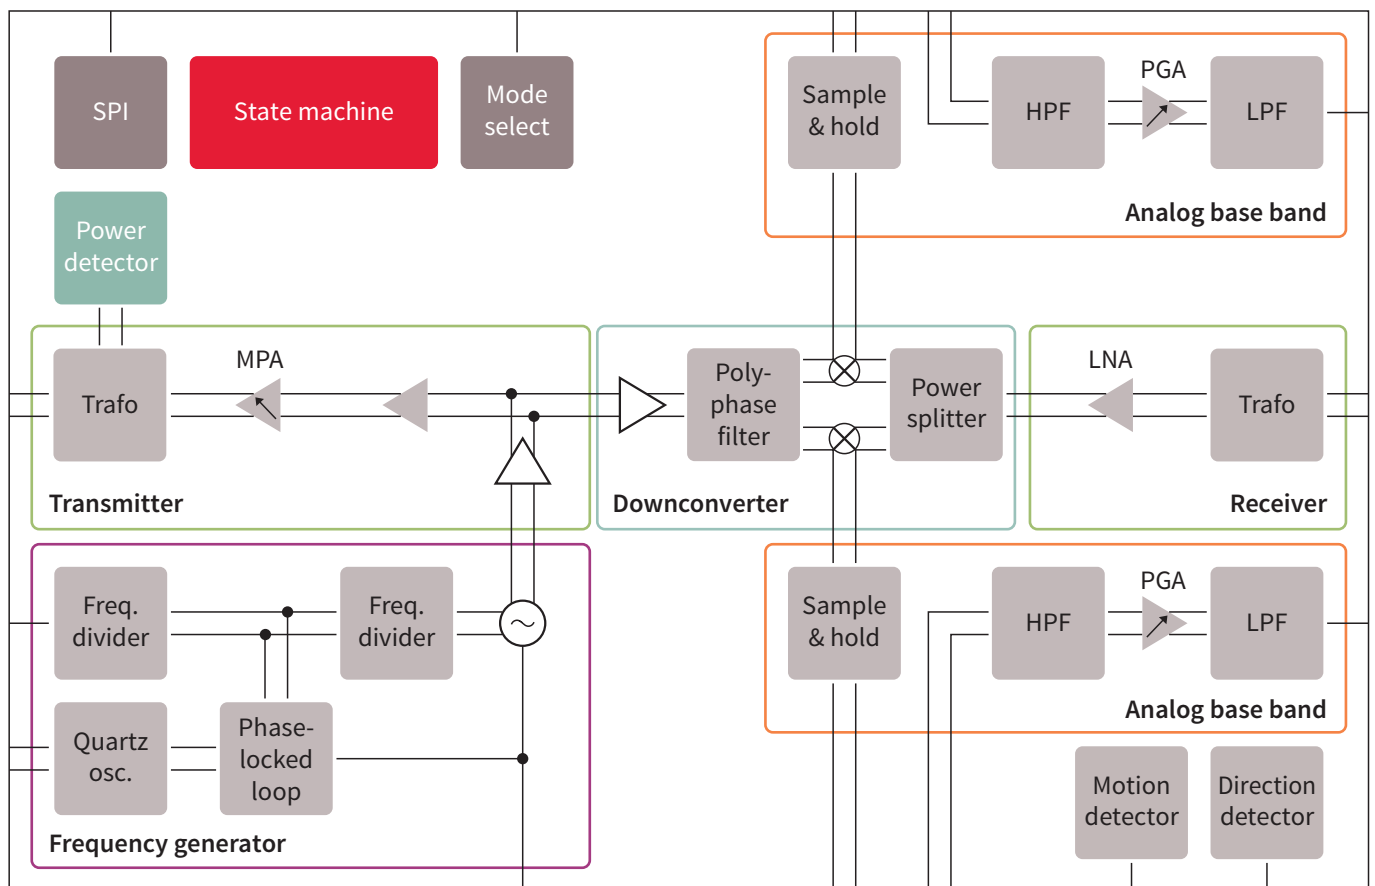 SPI
State machine
Mode
select
Sample
& hold
HPF
PGA
LPF
Analog base band
Power
detector
Trafo
MPA
Transmitter
Poly-
phase
filter
Power
splitter
Downconverter
LNA
Trafo
Receiver
Freq.
divider
Freq.
divider
Quartz
osc.
Phase-
locked
loop
Frequency generator
Sample
& hold
HPF
PGA
LPF
Analog base band
Motion
detector
Direction
detector